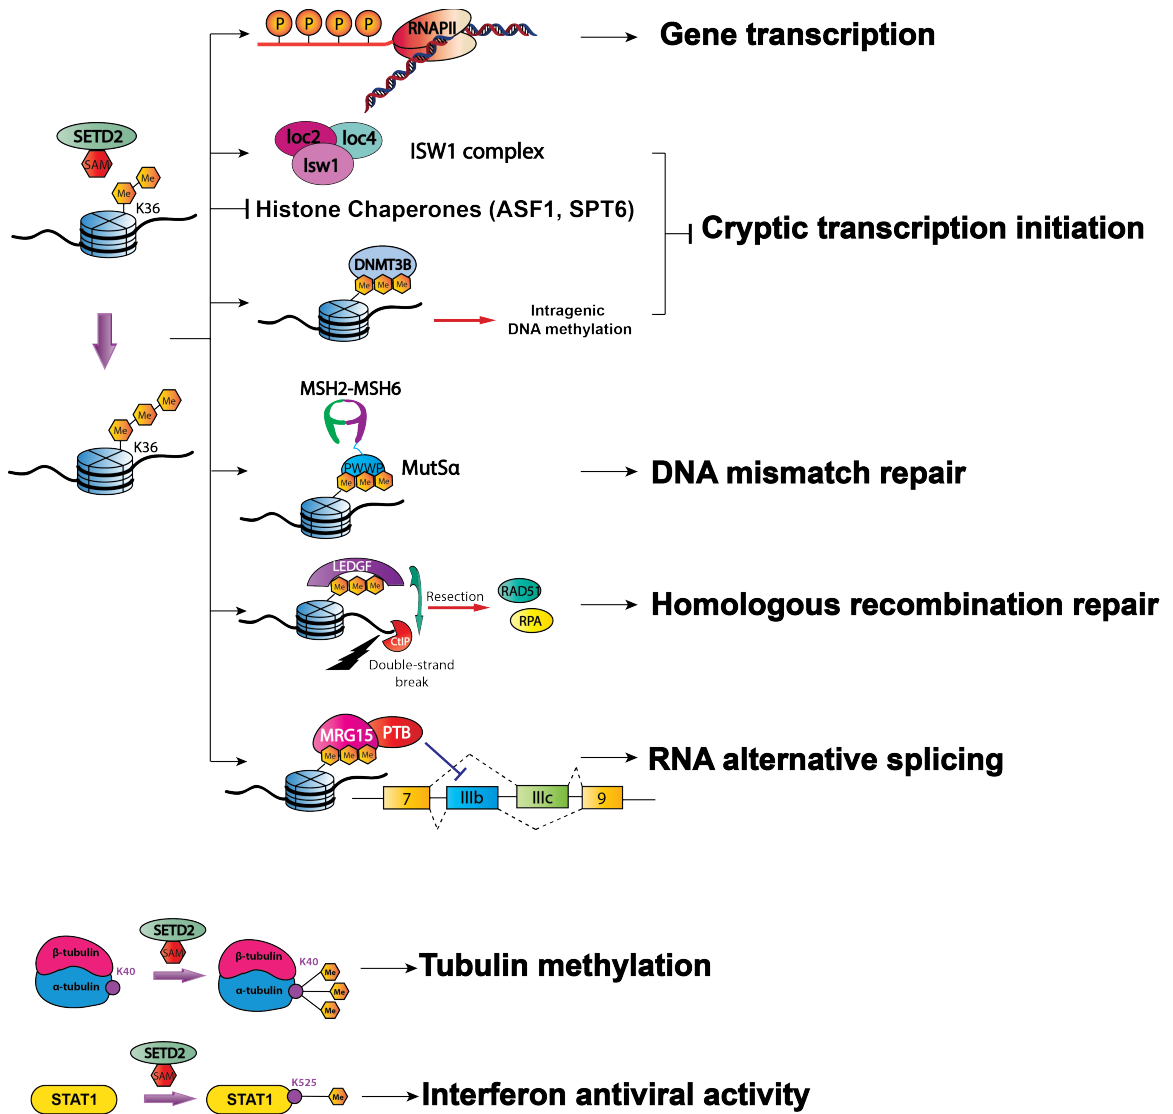 P P P P
RNAPII
Gene transcription
SETD2
SAM
Me
Me
K36
Ioc2
Ioc4
Isw1
ISW1 complex
Histone Chaperones (ASF1, SPT6)
Cryptic transcription initiation
DNMT3B
Me Me Me
Intragenic
DNA methylation
Me
Me
Me
K36
MSH2-MSH6
PWWP
MutSα
Me Me Me
DNA mismatch repair
LEDGF
Me Me Me
Resection
RAD51
RPA
CtIP
Double-strand
break
Homologous recombination repair
MRG15
PTB
Me Me Me
RNA alternative splicing
7
IIIb
IIIc
9
SETD2
SAM
β-tubulin
α-tubulin
K40
β-tubulin
α-tubulin
K40
Me
Me
Me
Tubulin methylation
SETD2
SAM
STAT1
STAT1
K525
Me
Interferon antiviral activity